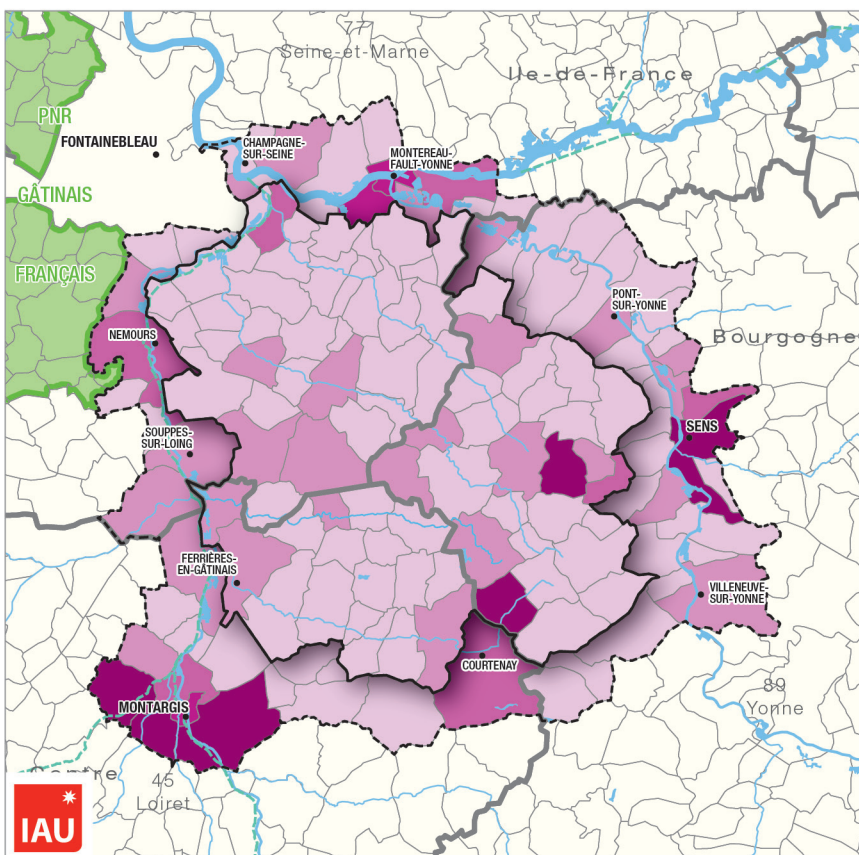 77
Seine-et-Marne
Ile-de-France
PNR
FONTAINEBLEAU
CHAMPAGNE-
SUR-SEINE
MONTEREAU-
FAULT-YONNE
GÂTINAIS
FRANÇAIS
PONT-
SUR-YONNE
NEMOURS
Bourgogne
SENS
SOUPPES-
SUR-LOING
FERRIÈRES-
EN-GÂTINAIS
VILLENEUVE-
SUR-YONNE
COURTENAY
89
Yonne
MONTARGIS
Centre
45
Loiret
IAU